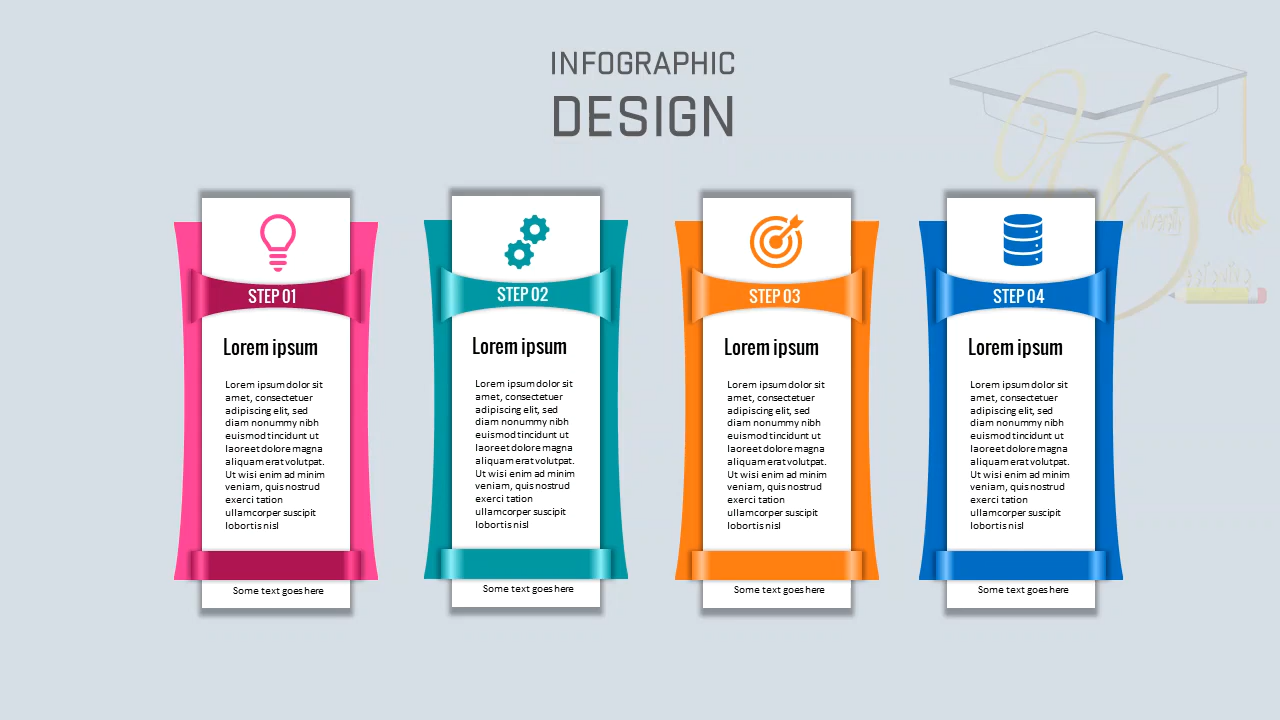 INFOGRAPHIC
DESIGN
STEP 01
Lorem ipsum
Lorem ipsum dolor sit
amet, consectetuer
adipiscing elit, sed
diam nonummy nibh
euismod tincidunt ut
laoreet dolore magna
aliquam erat volutpat.
Ut wisi enim ad minim
veniam, quis nostrud
exerci tation
ullamcorper suscipit
lobortis nisl
Some text goes here
STEP 02
Lorem ipsum
Lorem ipsum dolor sit
amet, consectetuer
adipiscing elit, sed
diam nonummy nibh
euismod tincidunt ut
laoreet dolore magna
aliquam erat volutpat.
Ut wisi enim ad minim
veniam, quis nostrud
exerci tation
ullamcorper suscipit
lobortis nisl
Some text goes here
STEP 03
Lorem ipsum
Lorem ipsum dolor sit
amet, consectetuer
adipiscing elit, sed
diam nonummy nibh
euismod tincidunt ut
laoreet dolore magna
aliquam erat volutpat.
Ut wisi enim ad minim
veniam, quis nostrud
exerci tation
ullamcorper suscipit
lobortis nisl
Some text goes here
STEP 04
Lorem ipsum
Lorem ipsum dolor sit
amet, consectetuer
adipiscing elit, sed
diam nonummy nibh
euismod tincidunt ut
laoreet dolore magna
aliquam erat volutpat.
Ut wisi enim ad minim
veniam, quis nostrud
exerci tation
ullamcorper suscipit
lobortis nisl
Some text goes here